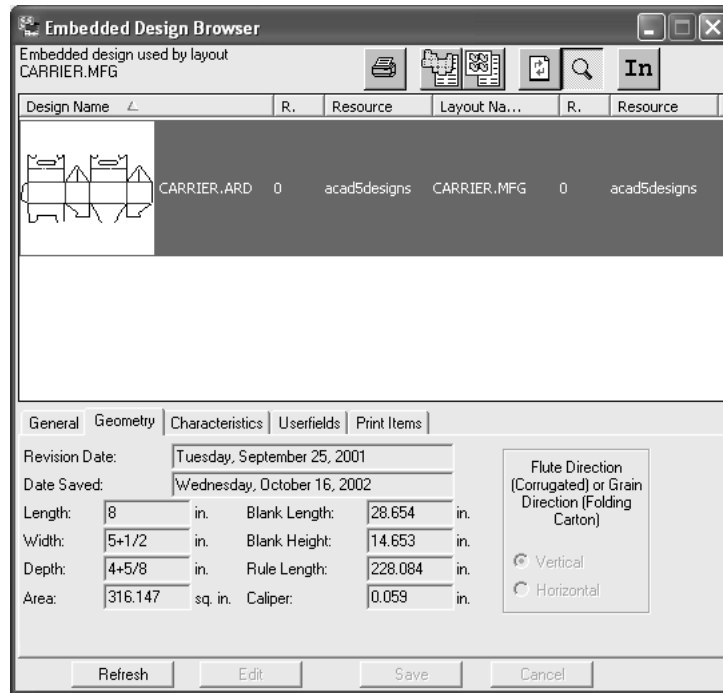 Embedded Design Browser
Embedded design used by layout
CARRIER.MFG
In
Design Name R. Resource Layout Na... R. Resource
CARRIER.ARD 0 acad5designs CARRIER.MFG 0 acad5designs
General Geometry Characteristics Userfields Print Items
Revision Date: Tuesday, September 25, 2001
Date Saved: Wednesday, October 16, 2002
Length: 8 in. Blank Length: 28.654 in.
Width: 5+1/2 in. Blank Height: 14.653 in.
Depth: 4+5/8 in. Rule Length: 228.084 in.
Area: 316.147 sq. in. Caliper: 0.059 in.
Flute Direction
(Corrugated) or Grain
Direction (Folding
Carton)
Vertical
Horizontal
Refresh Edit Save Cancel